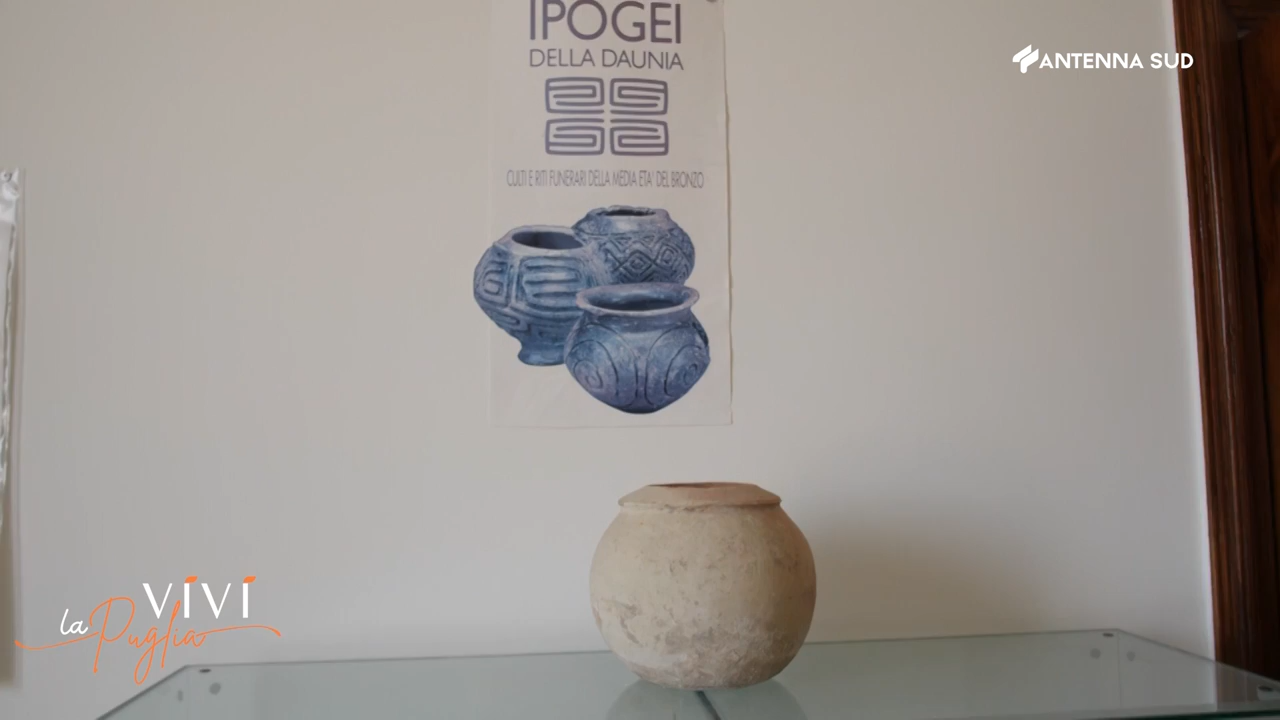 IPOGEI
DELLA DAUNIA
CULTI E RITI FUNERARI DELLA MEDIA ETA' DEL BRONZO
ANTENNA SUD
VIVI
la Puglia